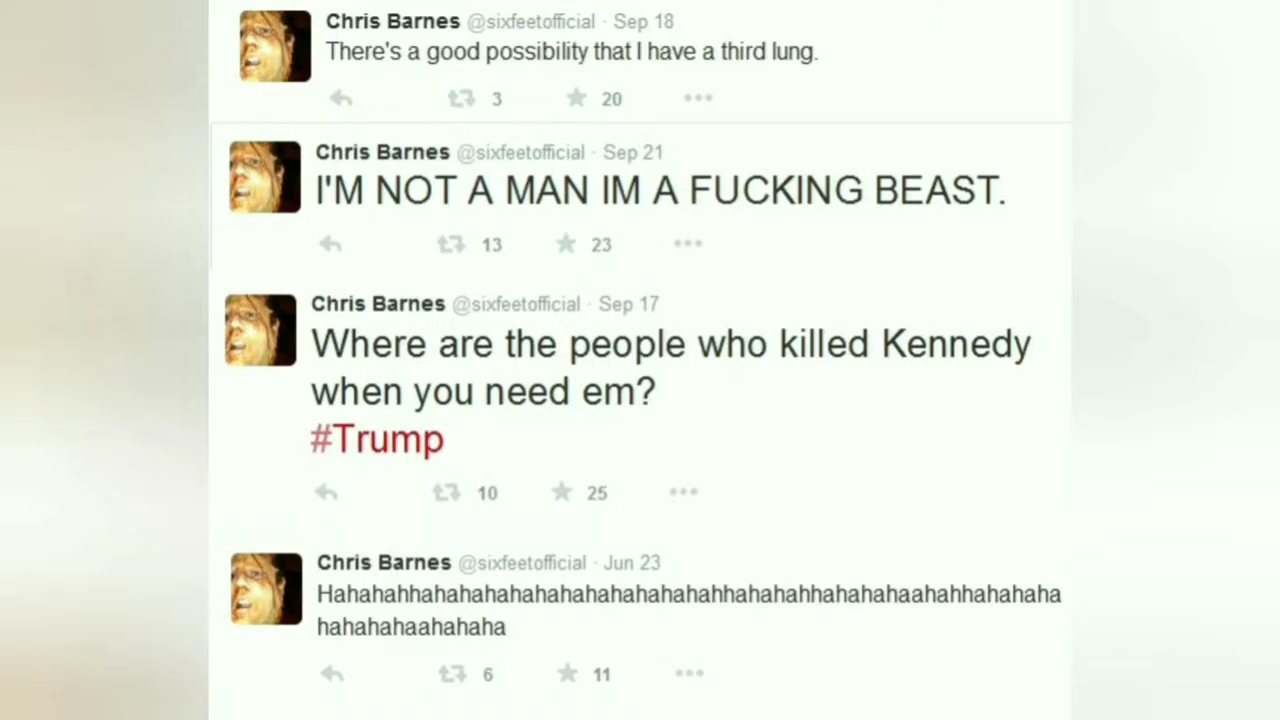 Chris Barnes @sixfeetofficial · Sep 18
There's a good possibility that I have a third lung.
3 20
Chris Barnes @sixfeetofficial · Sep 21
I'M NOT A MAN IM A FUCKING BEAST.
13 23
Chris Barnes @sixfeetofficial · Sep 17
Where are the people who killed Kennedy
when you need em?
#Trump
10 25
Chris Barnes @sixfeetofficial · Jun 23
Hahahahhahahahahahahahahahahahahhahahahhahahahaahahhahahaha
hahahahaahahaha
6 11